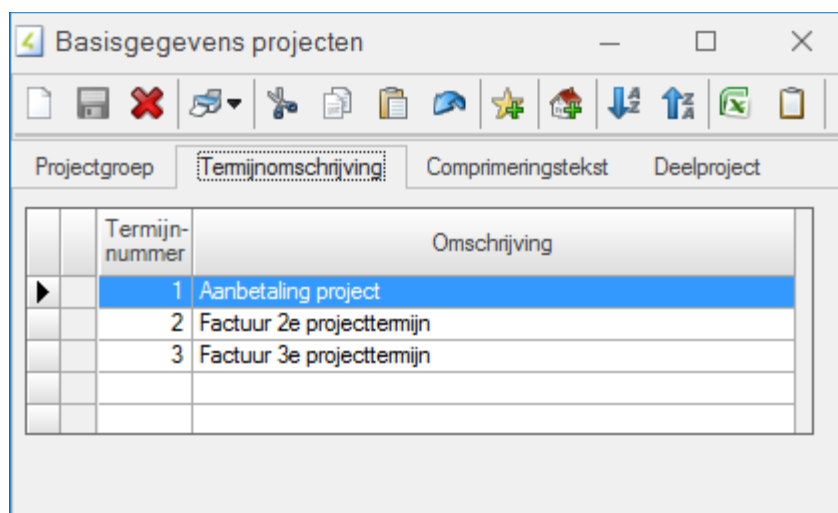 Basisgegevens projecten
Projectgroep Termijnomschrijving Comprimeringstekst Deelproject
Termijn-
nummer Omschrijving
1 Aanbetaling project
2 Factuur 2e projecttermijn
3 Factuur 3e projecttermijn